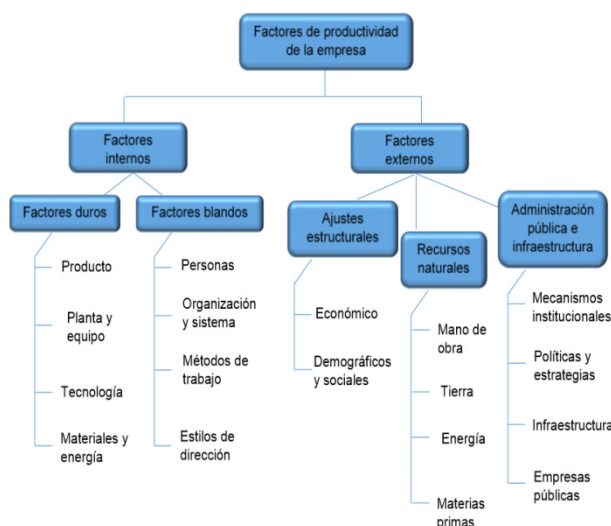 Factores de productividad
de la empresa
Factores
internos
Factores
externos
Factores duros
Factores blandos
Ajustes
estructurales
Recursos
naturales
Administración
pública e
infraestructura
Producto
Planta y
equipo
Tecnología
Materiales y
energía
Personas
Organización
y sistema
Métodos de
trabajo
Estilos de
dirección
Económico
Demográficos
y sociales
Mano de
obra
Tierra
Energía
Materias
primas
Mecanismos
institucionales
Políticas y
estrategias
Infraestructura
Empresas
públicas